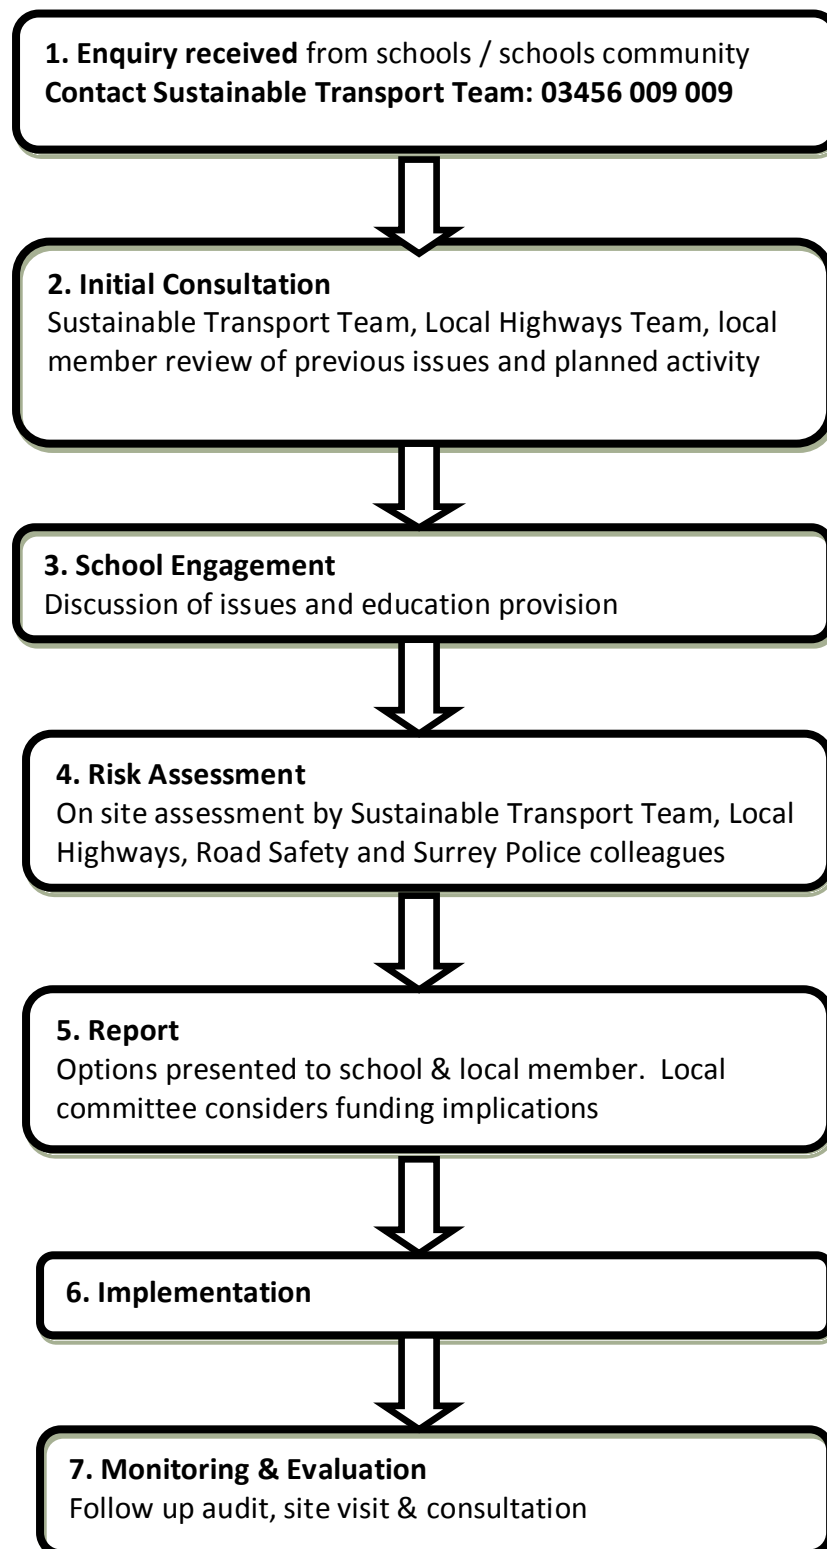 1. Enquiry received from schools / schools community
Contact Sustainable Transport Team: 03456 009 009
2. Initial Consultation
Sustainable Transport Team, Local Highways Team, local
member review of previous issues and planned activity
3. School Engagement
Discussion of issues and education provision
4. Risk Assessment
On site assessment by Sustainable Transport Team, Local
Highways, Road Safety and Surrey Police colleagues
5. Report
Options presented to school & local member.  Local
committee considers funding implications
6. Implementation
7. Monitoring & Evaluation
Follow up audit, site visit & consultation